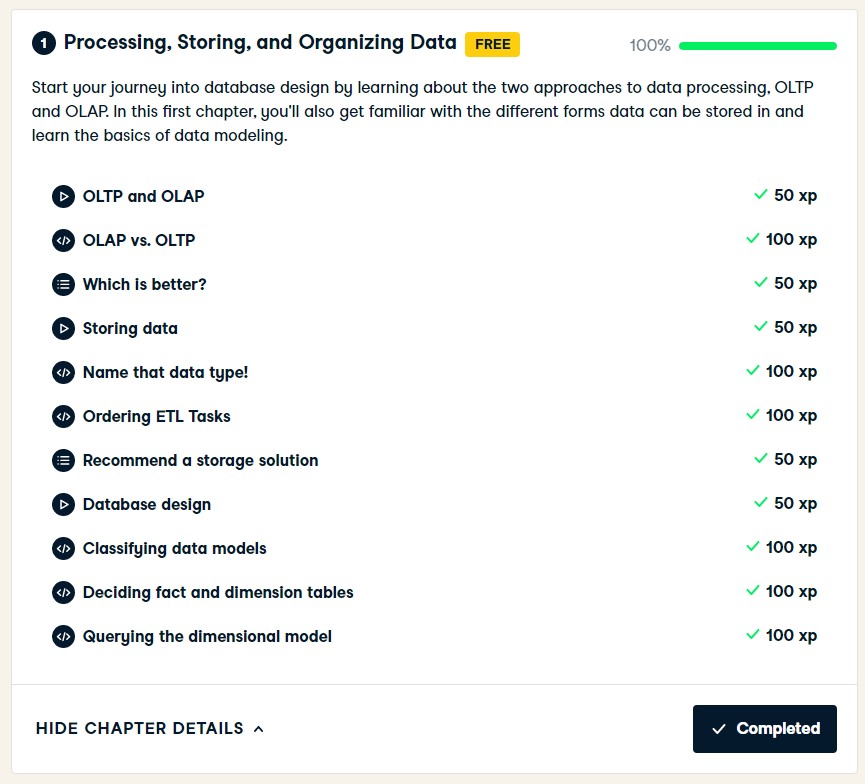 1 Processing, Storing, and Organizing Data FREE 100%
Start your journey into database design by learning about the two approaches to data processing, OLTP
and OLAP. In this first chapter, you'll also get familiar with the different forms data can be stored in and
learn the basics of data modeling.
OLTP and OLAP 50 xp
OLAP vs. OLTP 100 xp
Which is better? 50 xp
Storing data 50 xp
Name that data type! 100 xp
Ordering ETL Tasks 100 xp
Recommend a storage solution 50 xp
Database design 50 xp
Classifying data models 100 xp
Deciding fact and dimension tables 100 xp
Querying the dimensional model 100 xp
HIDE CHAPTER DETAILS Completed